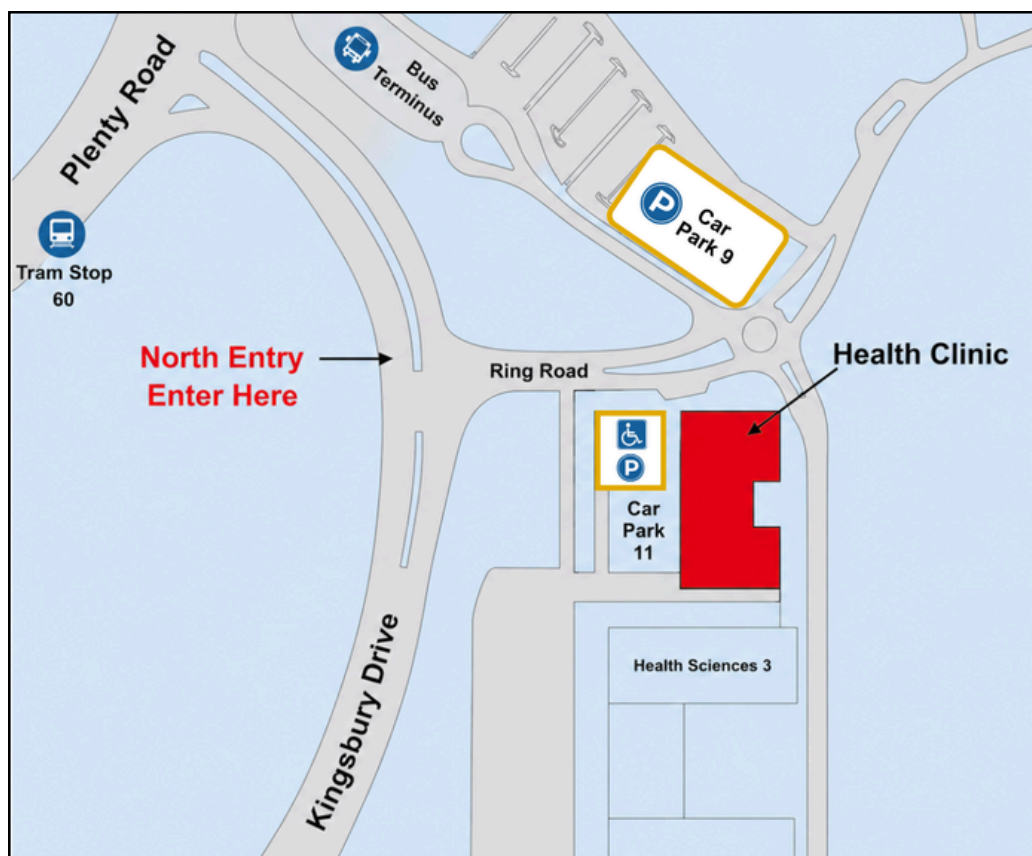 Plenty Road
Bus
Terminus
P
Car
Park 9
Tram Stop
60
North Entry
Enter Here
Ring Road
Health Clinic
P
Car
Park
11
Kingsbury Drive
Health Sciences 3